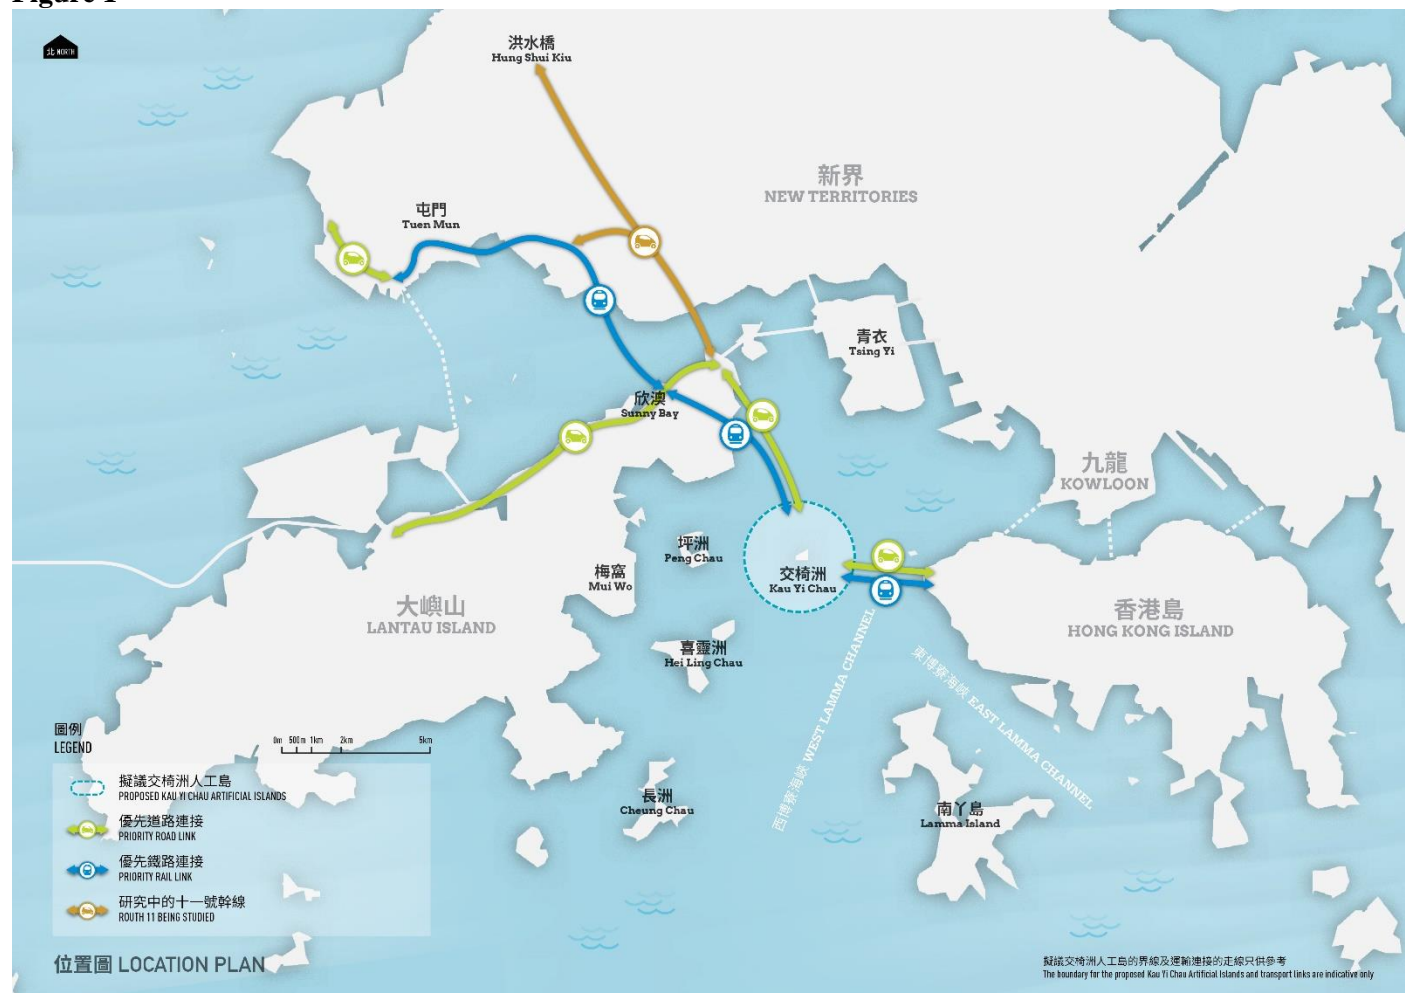 Figure 1
北 NORTH
洪水橋
Hung Shui Kiu
新界
NEW TERRITORIES
屯門
Tuen Mun
青衣
Tsing Yi
欣澳
Sunny Bay
九龍
KOWLOON
坪洲
Peng Chau
交椅洲
Kau Yi Chau
梅窩
Mui Wo
大嶼山
LANTAU ISLAND
香港島
HONG KONG ISLAND
喜靈洲
Hei Ling Chau
西博寮海峽 WEST LAMMA CHANNEL
東博寮海峽 EAST LAMMA CHANNEL
長洲
Cheung Chau
南丫島
Lamma Island
圖例
LEGEND
0m 500m 1km 2km 5km
擬議交椅洲人工島
PROPOSED KAU YI CHAU ARTIFICIAL ISLANDS
優先道路連接
PRIORITY ROAD LINK
優先鐵路連接
PRIORITY RAIL LINK
研究中的十一號幹線
ROUTH 11 BEING STUDIED
位置圖 LOCATION PLAN
擬議交椅洲人工島的界線及運輸連接的走線只供參考
The boundary for the proposed Kau Yi Chau Artificial Islands and transport links are indicative only